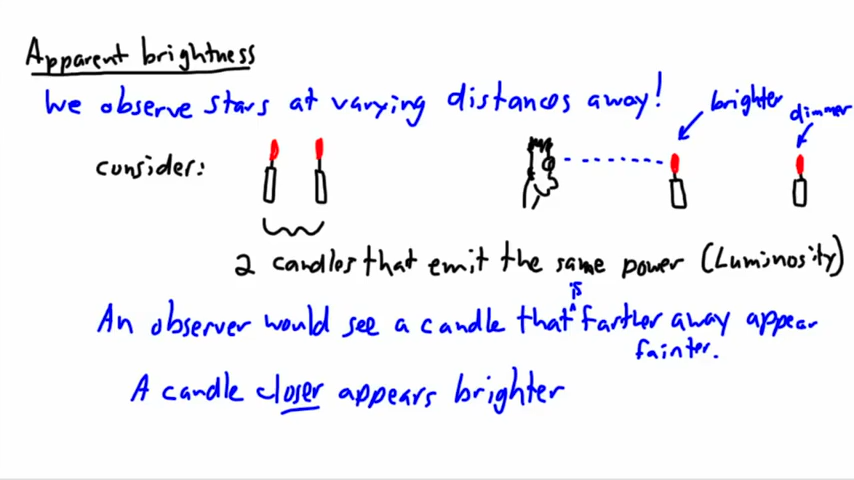 Apparent brightness
We observe stars at varying distances away!
brighter
dimmer
consider:
2 candles that emit the same power (Luminosity)
An observer would see a candle that is farther away appear
fainter.
A candle closer appears brighter